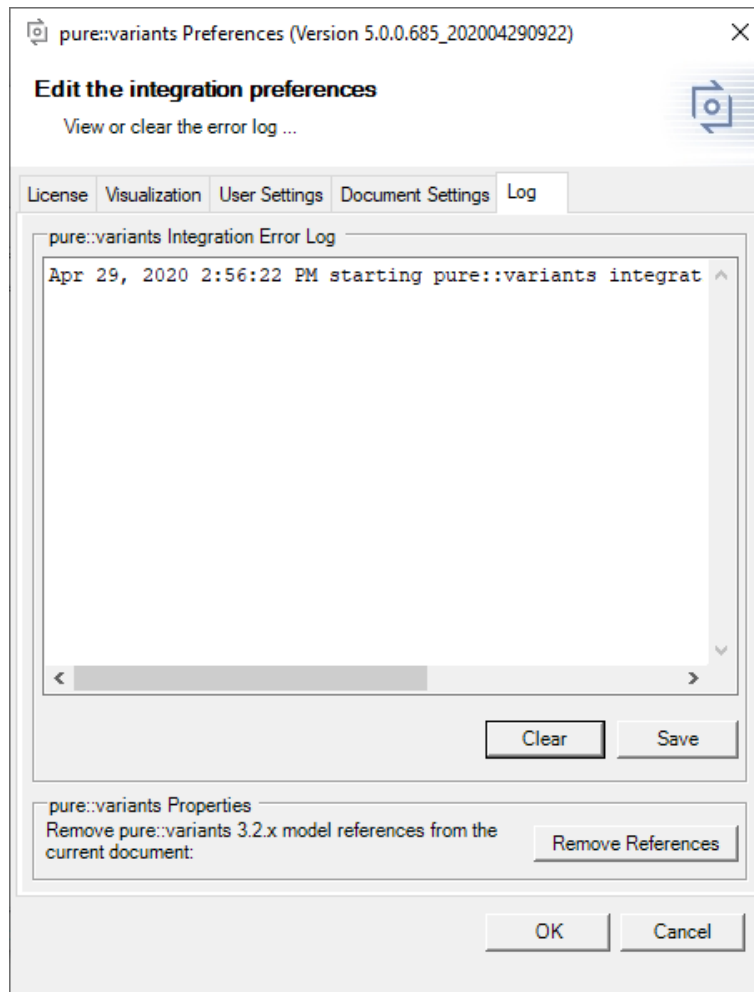 pure::variants Preferences (Version 5.0.0.685_202004290922)
Edit the integration preferences
View or clear the error log ...
License Visualization User Settings Document Settings Log
pure::variants Integration Error Log
Apr 29, 2020 2:56:22 PM starting pure::variants integrat
Clear Save
pure::variants Properties
Remove pure::variants 3.2.x model references from the
current document:
Remove References
OK Cancel